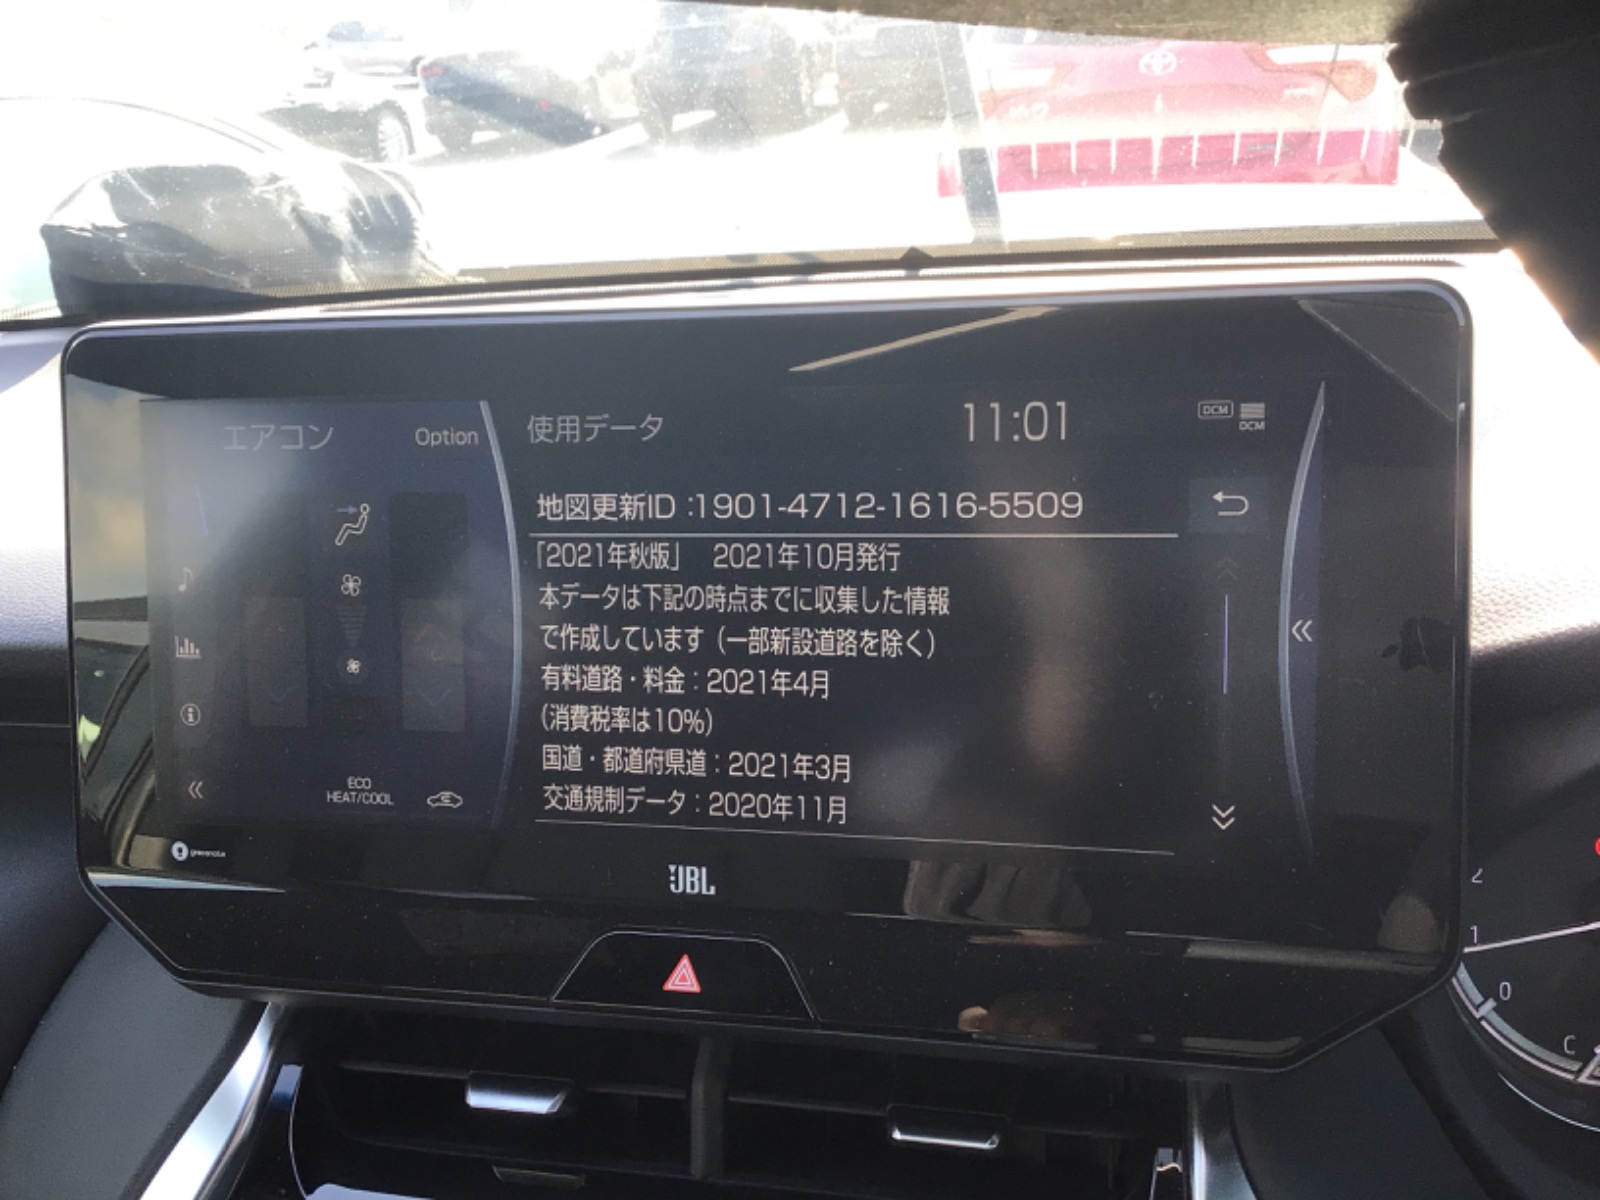 エアコン
Option
使用データ
11:01
DCM
DCM
地図更新ID :1901-4712-1616-5509
「2021年秋版」　2021年10月発行
本データは下記の時点までに収集した情報
で作成しています（一部新設道路を除く）
有料道路・料金：2021年4月
(消費税率は10%)
国道・都道府県道：2021年3月
交通規制データ：2020年11月
ECO
HEAT/COOL
gracenote
JBL
2
1
0
C